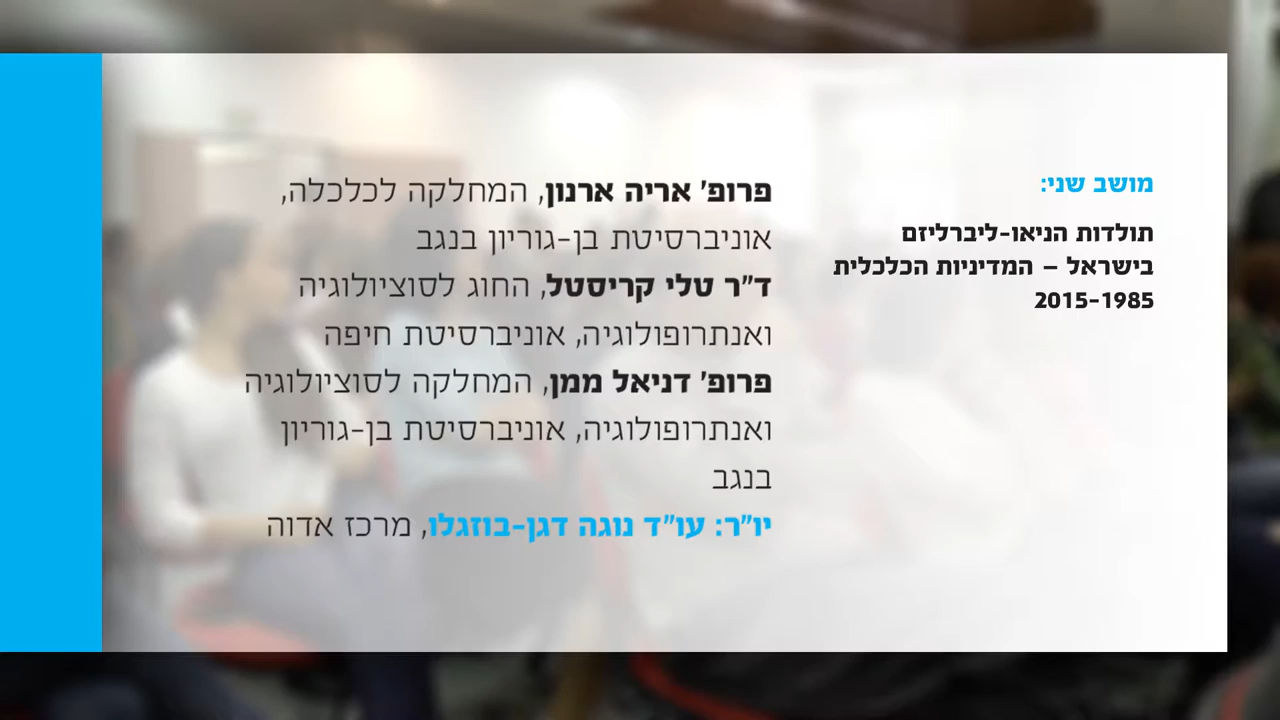 מושב שני:
תולדות הניאו-ליברליזם
בישראל – המדיניות הכלכלית
2015-1985
פרופ' אריה ארנון, המחלקה לכלכלה,
אוניברסיטת בן-גוריון בנגב
ד"ר טלי קריסטל, החוג לסוציולוגיה
ואנתרופולוגיה, אוניברסיטת חיפה
פרופ' דניאל ממן, המחלקה לסוציולוגיה
ואנתרופולוגיה, אוניברסיטת בן-גוריון
בנגב
יו"ר: עו"ד נוגה דגן-בוזגלו, מרכז אדוה